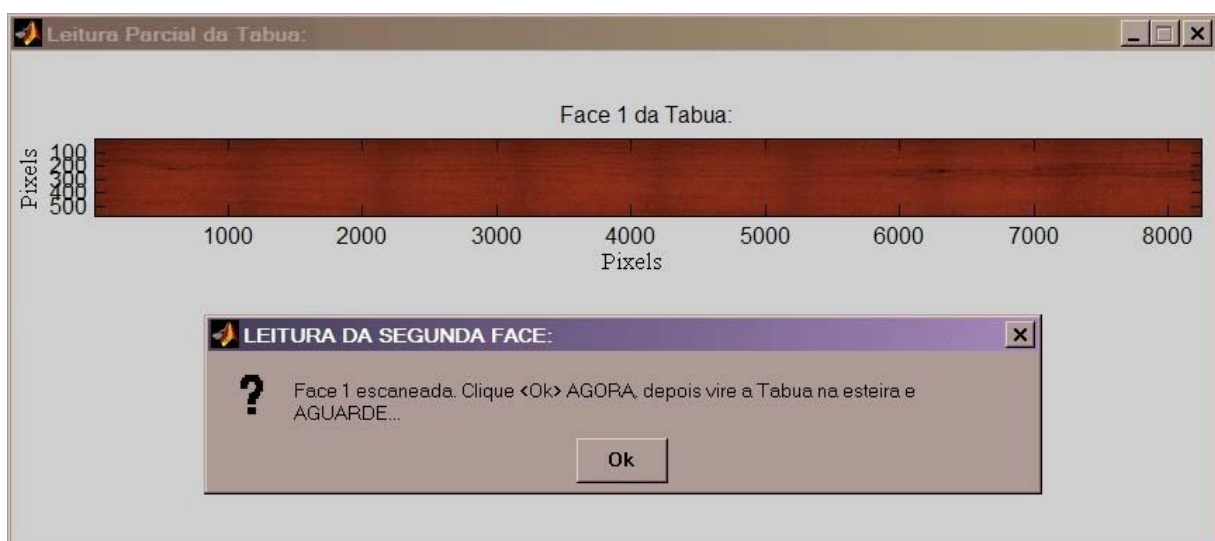 Leitura Parcial da Tabua:
Face 1 da Tabua:
Pixels
100
200
300
400
500
1000 2000 3000 4000 5000 6000 7000 8000
Pixels
LEITURA DA SEGUNDA FACE:
Face 1 escaneada. Clique <Ok> AGORA, depois vire a Tabua na esteira e
AGUARDE...
Ok